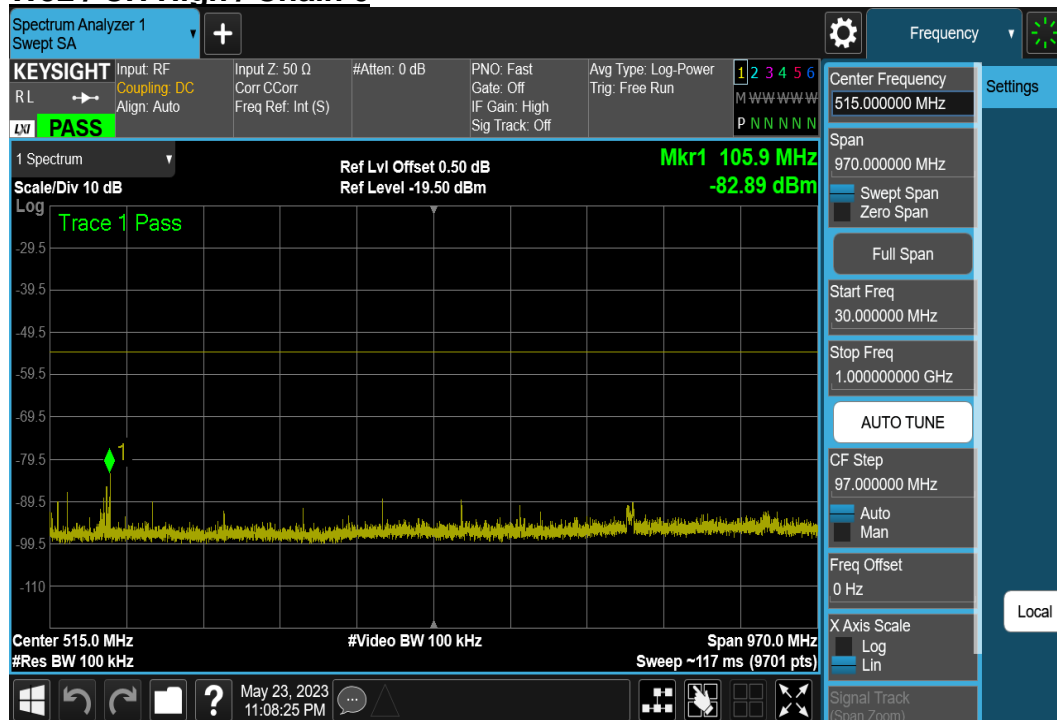 Spectrum Analyzer 1
Swept SA
Frequency
KEYSIGHT
RL
LXI PASS
Input: RF
Coupling: DC
Align: Auto
Input Z: 50 Ω
Corr CCorr
Freq Ref: Int (S)
#Atten: 0 dB
PNO: Fast
Gate: Off
IF Gain: High
Sig Track: Off
Avg Type: Log-Power
Trig: Free Run
1 2 3 4 5 6
M W W W W W
P N N N N N
1 Spectrum
Scale/Div 10 dB
Ref Lvl Offset 0.50 dB
Ref Level -19.50 dBm
Mkr1 105.9 MHz
-82.89 dBm
Log
Trace 1 Pass
-29.5
-39.5
-49.5
-59.5
-69.5
1
-79.5
-89.5
-99.5
-110
Center 515.0 MHz
#Video BW 100 kHz
Span 970.0 MHz
#Res BW 100 kHz
Sweep ~117 ms (9701 pts)
?
May 23, 2023
11:08:25 PM
Center Frequency
515.000000 MHz
Settings
Span
970.000000 MHz
Swept Span
Zero Span
Full Span
Start Freq
30.000000 MHz
Stop Freq
1.000000000 GHz
AUTO TUNE
CF Step
97.000000 MHz
Auto
Man
Freq Offset
0 Hz
Local
X Axis Scale
Log
Lin
Signal Track
(Span Zoom)